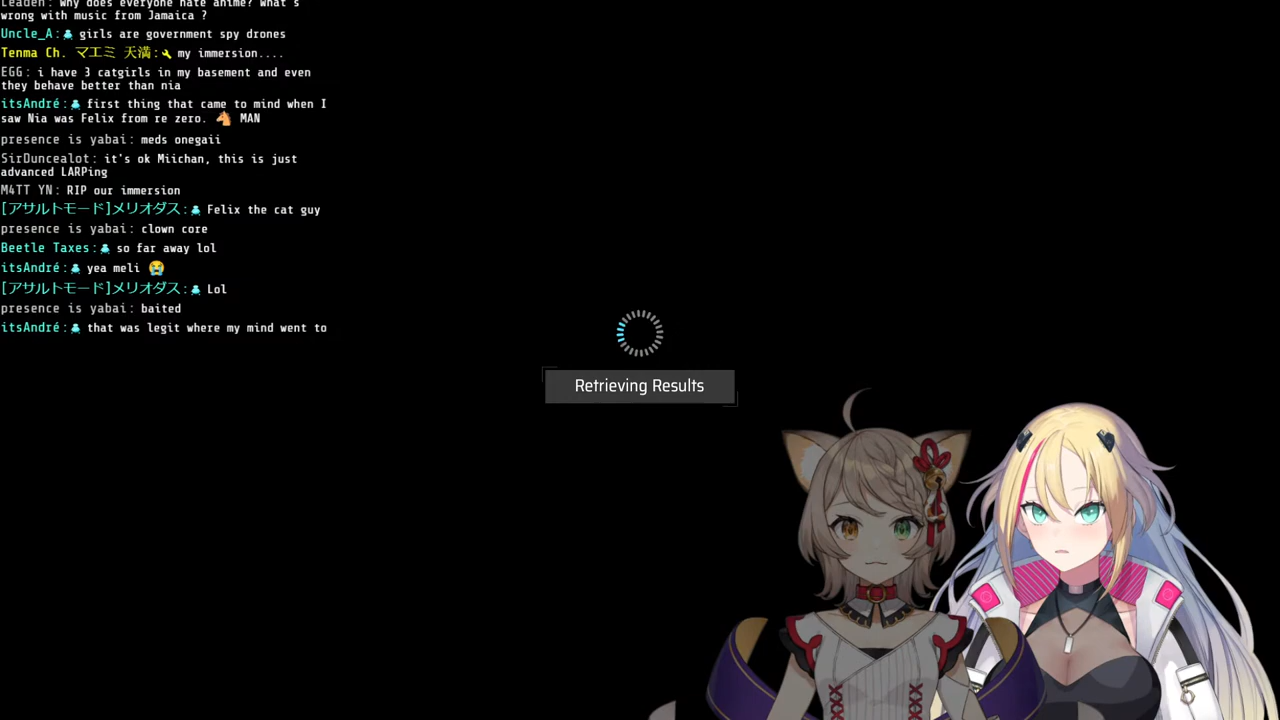 Leaden: why does everyone hate anime? what's
wrong with music from Jamaica ?
Uncle_A: girls are government spy drones
Tenma Ch. マエミ 天満: my immersion....
EGG: i have 3 catgirls in my basement and even
they behave better than nia
itsAndré: first thing that came to mind when I
saw Nia was Felix from re zero. 🐴 MAN
presence is yabai: meds onegaii
SirDuncealot: it's ok Miichan, this is just
advanced LARPing
M4TT YN: RIP our immersion
[アサルトモード]メリオダス: Felix the cat guy
presence is yabai: clown core
Beetle Taxes: so far away lol
itsAndré: yea meli 😭
[アサルトモード]メリオダス: Lol
presence is yabai: baited
itsAndré: that was legit where my mind went to
Retrieving Results